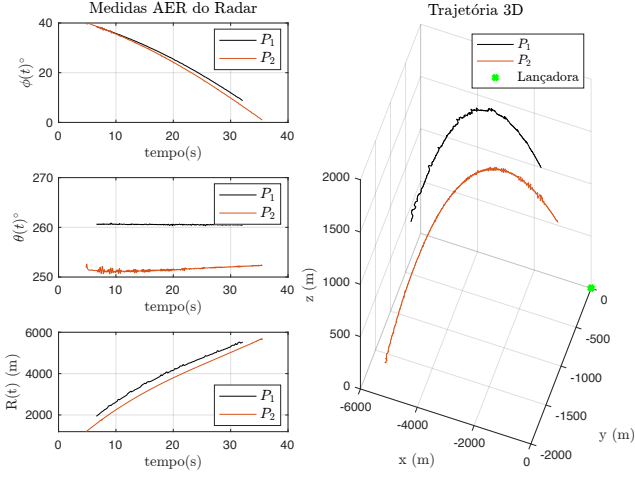 Medidas AER do Radar
40
20
0
ϕ(t)°
P₁
P₂
0 10 20 30 40
tempo(s)
270
260
250
θ(t)°
P₁
P₂
0 10 20 30 40
tempo(s)
6000
4000
2000
R(t) (m)
P₁
P₂
0 10 20 30 40
tempo(s)
Trajetória 3D
P₁
P₂
Lançadora
2000
1500
1000
500
0
z (m)
-6000
-4000
-2000
0
x (m)
0
-500
-1000
-1500
-2000
y (m)